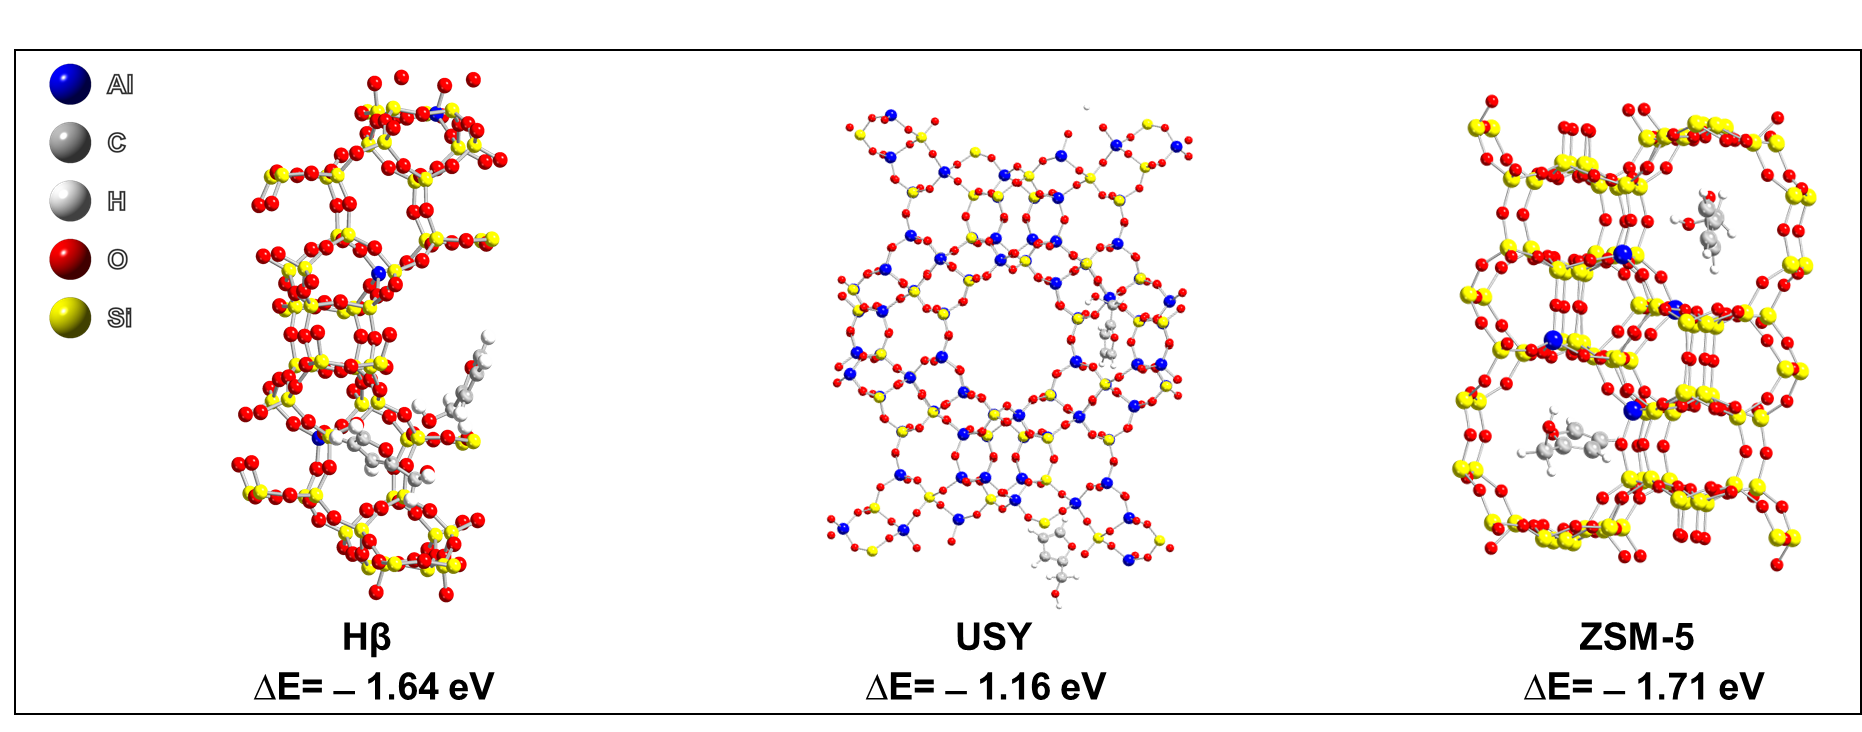 Al
C
H
O
Si
Hβ
ΔE= – 1.64 eV
USY
ΔE= – 1.16 eV
ZSM-5
ΔE= – 1.71 eV